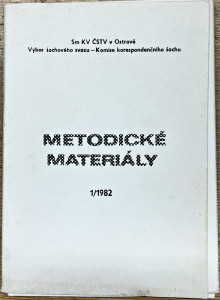 Sm KV ČSTV v Ostravě
Výbor šachového svazu – Komise korespondenčního šachu
METODICKÉ
MATERIÁLY
1/1982